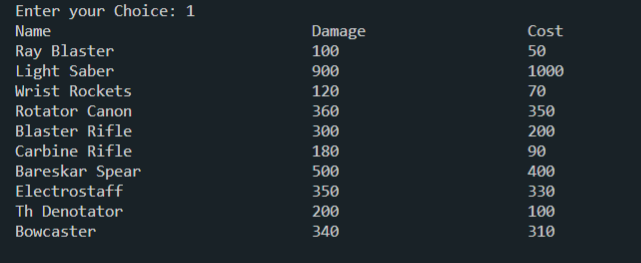 Enter your Choice: 1
Name Damage Cost
Ray Blaster 100 50
Light Saber 900 1000
Wrist Rockets 120 70
Rotator Canon 360 350
Blaster Rifle 300 200
Carbine Rifle 180 90
Bareskar Spear 500 400
Electrostaff 350 330
Th Denotator 200 100
Bowcaster 340 310